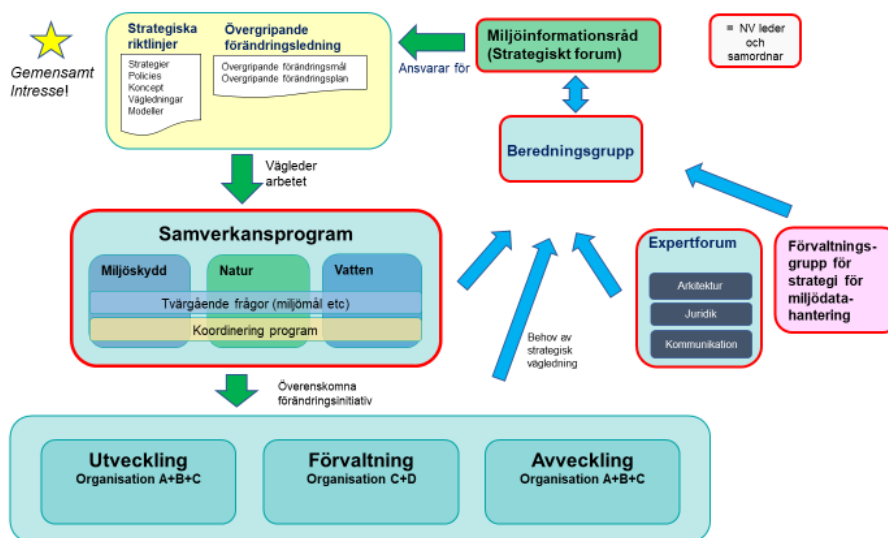 Gemensamt
Intresse!
Strategiska
riktlinjer
Strategier
Policies
Koncept
Vägledningar
Modeller
Övergripande
förändringsledning
Övergripande förändringsmål
Övergripande förändringsplan
Ansvarar för
Miljöinformationsråd
(Strategiskt forum)
= NV leder
och
samordnar
Beredningsgrupp
Vägleder
arbetet
Samverkansprogram
Miljöskydd
Natur
Vatten
Tvärgående frågor (miljömål etc)
Koordinering program
Expertforum
Arkitektur
Juridik
Kommunikation
Förvaltnings-
grupp för
strategi för
miljödata-
hantering
Behov av
strategisk
vägledning
Överenskomna
förändringsinitiativ
Utveckling
Organisation A+B+C
Förvaltning
Organisation C+D
Avveckling
Organisation A+B+C